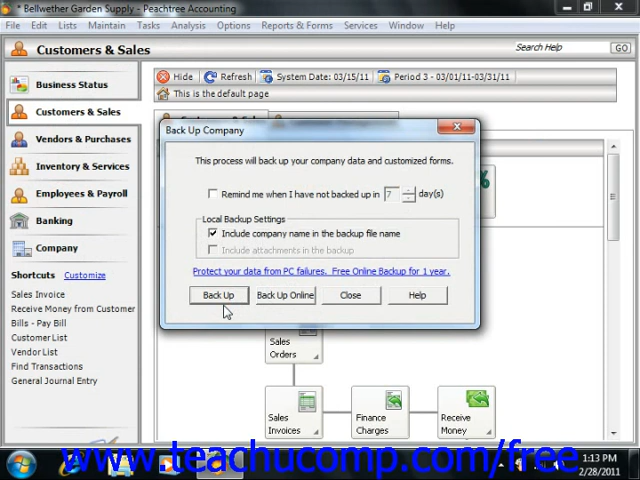 * Bellwether Garden Supply - Peachtree Accounting
File Edit Lists Maintain Tasks Analysis Options Reports & Forms Services Window Help
Customers & Sales
Search Help
GO
Business Status
Customers & Sales
Vendors & Purchases
Inventory & Services
Employees & Payroll
Banking
Company
Shortcuts Customize
Sales Invoice
Receive Money from Customer
Bills - Pay Bill
Customer List
Vendor List
Find Transactions
General Journal Entry
Hide Refresh System Date: 03/15/11 Period 3 - 03/01/11-03/31/11
This is the default page
Back Up Company
This process will back up your company data and customized forms.
Remind me when I have not backed up in 7 day(s)
Local Backup Settings
Include company name in the backup file name
Include attachments in the backup
Protect your data from PC failures. Free Online Backup for 1 year.
Back Up Back Up Online Close Help
%
Sales
Orders
Sales
Invoices
Finance
Charges
Receive
Money
www.teachucomp.com/free
1:13 PM
2/28/2011